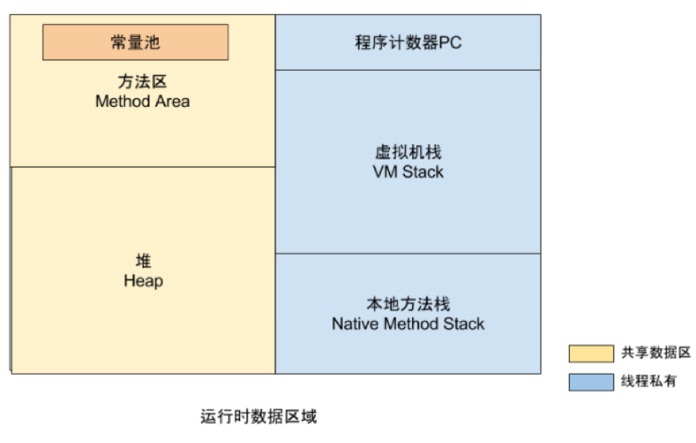 常量池
方法区
Method Area
堆
Heap
程序计数器PC
虚拟机栈
VM Stack
本地方法栈
Native Method Stack
共享数据区
线程私有
运行时数据区域